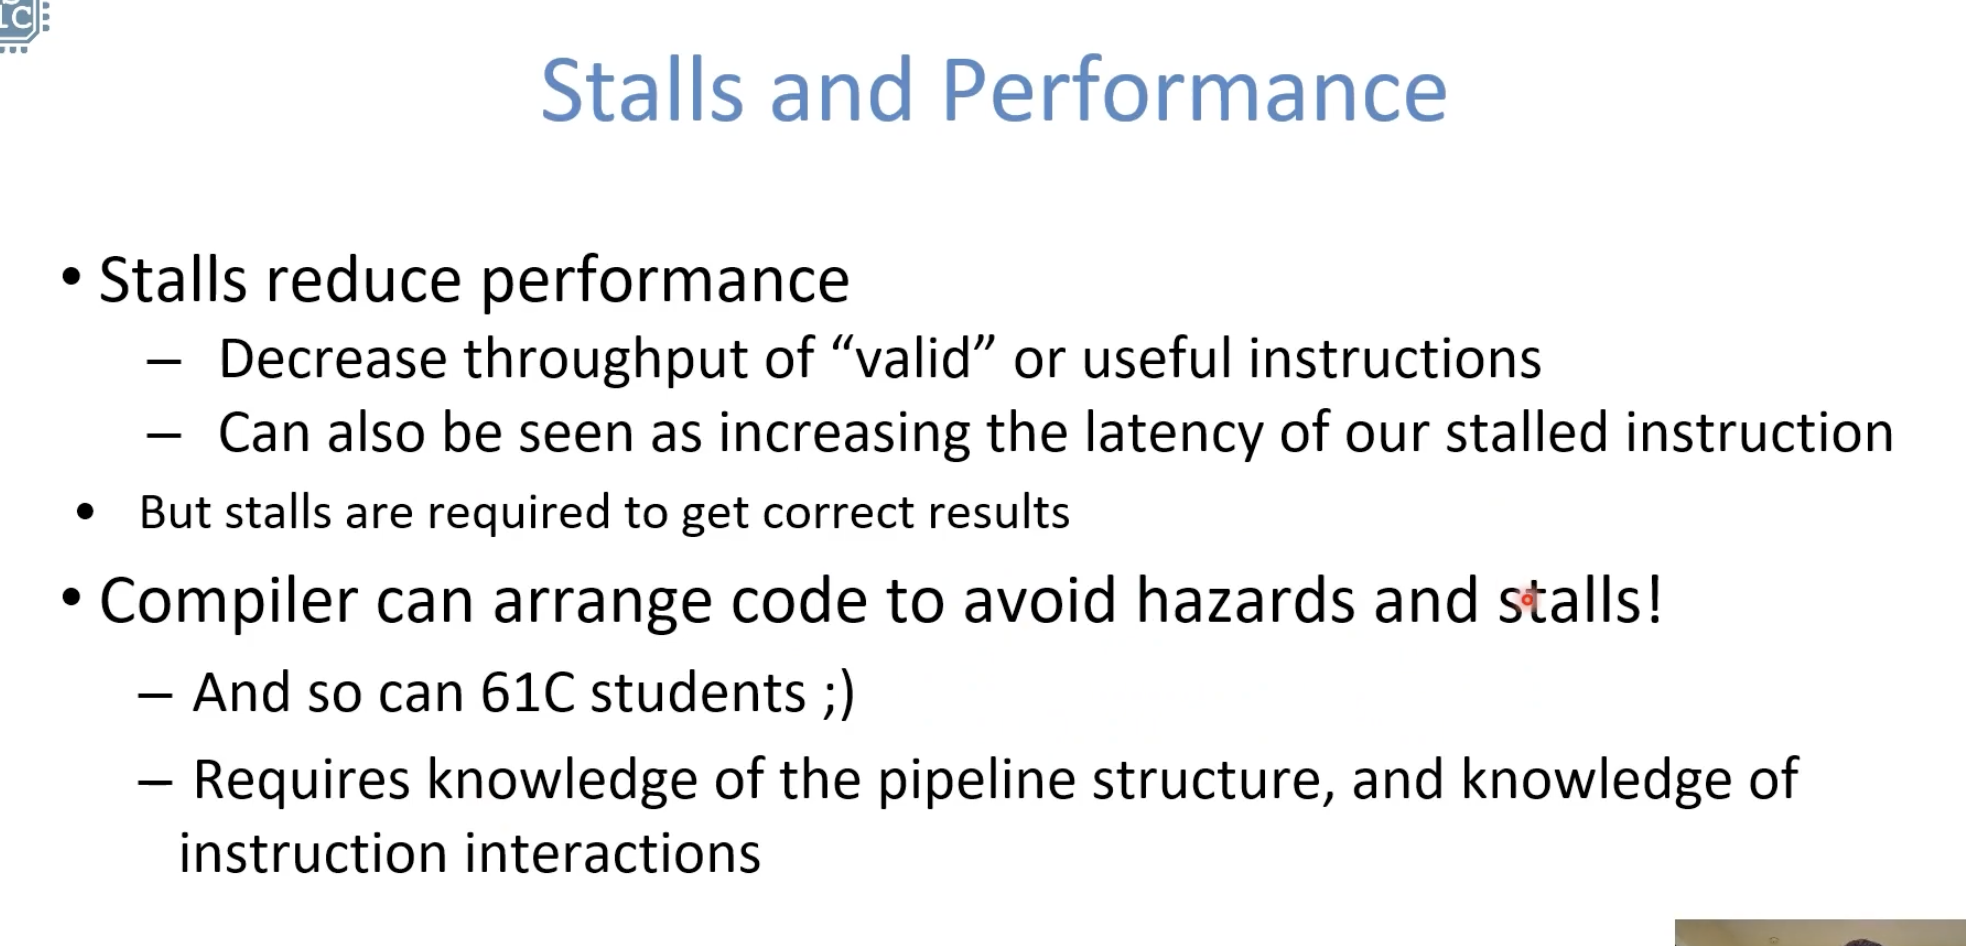 1C
Stalls and Performance
• Stalls reduce performance
– Decrease throughput of “valid” or useful instructions
– Can also be seen as increasing the latency of our stalled instruction
• But stalls are required to get correct results
• Compiler can arrange code to avoid hazards and stalls!
– And so can 61C students ;)
– Requires knowledge of the pipeline structure, and knowledge of
instruction interactions